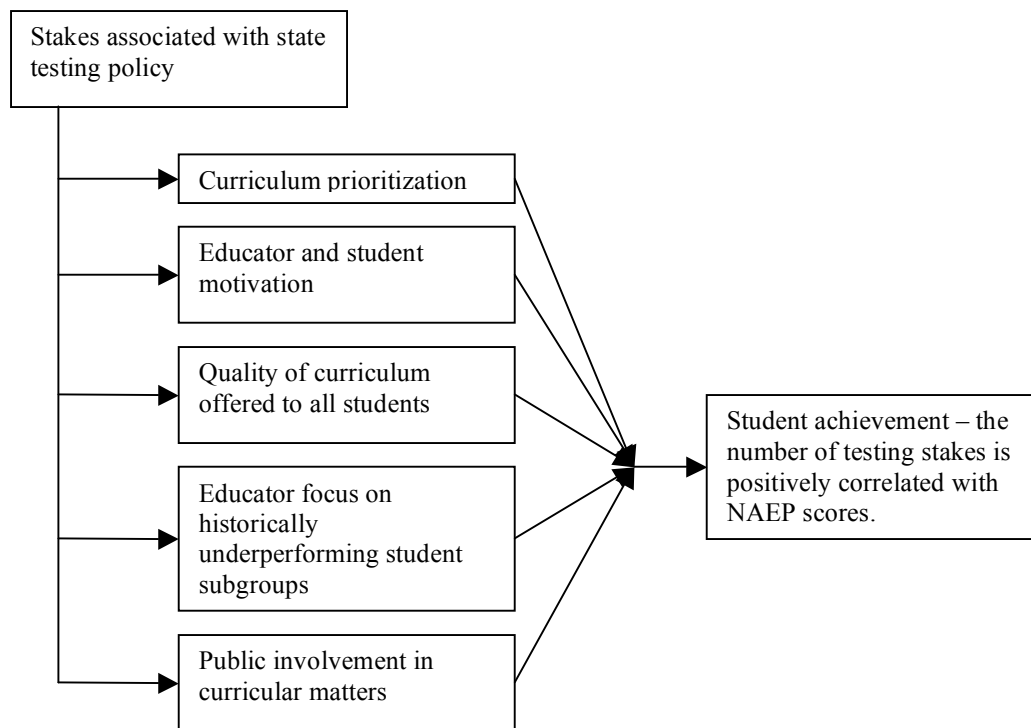 Stakes associated with state
testing policy
Curriculum prioritization
Educator and student
motivation
Quality of curriculum
offered to all students
Educator focus on
historically
underperforming student
subgroups
Public involvement in
curricular matters
Student achievement – the
number of testing stakes is
positively correlated with
NAEP scores.